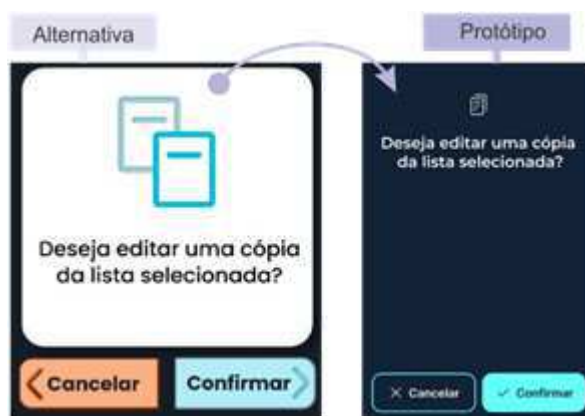 Alternativa
Protótipo
Deseja editar uma cópia
da lista selecionada?
Cancelar
Confirmar
Deseja editar uma cópia
da lista selecionada?
Cancelar
Confirmar